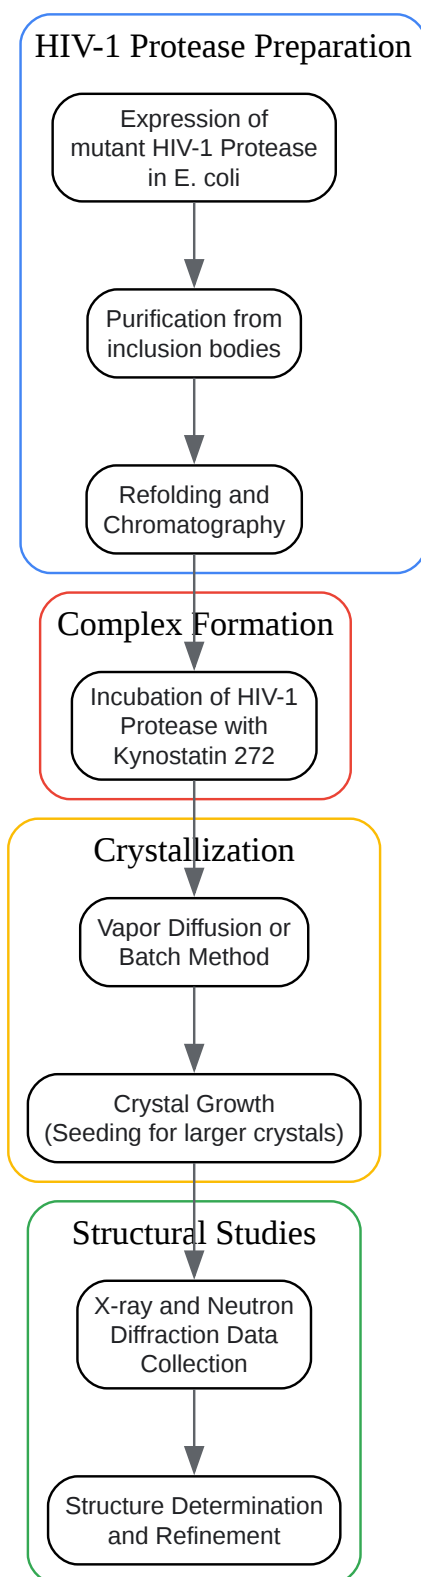 HIV-1 Protease Preparation
Expression of
mutant HIV-1 Protease
in E. coli
Purification from
inclusion bodies
Refolding and
Chromatography
Complex Formation
Incubation of HIV-1
Protease with
Kynostatin 272
Crystallization
Vapor Diffusion or
Batch Method
Crystal Growth
(Seeding for larger crystals)
Structural Studies
X-ray and Neutron
Diffraction Data
Collection
Structure Determination
and Refinement